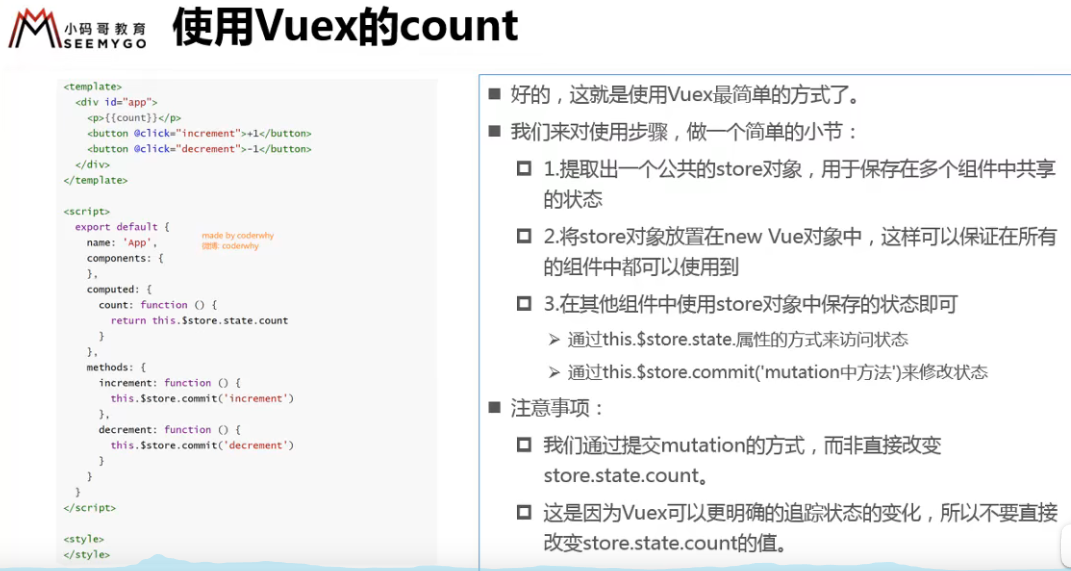 小码哥教育
SEEMYGO
使用Vuex的count
<template>
  <div id="app">
    <p>{{count}}</p>
    <button @click="increment">+1</button>
    <button @click="decrement">-1</button>
  </div>
</template>
<script>
  export default {
    name: 'App',
    components: {
    },
    computed: {
      count: function () {
        return this.$store.state.count
      }
    },
    methods: {
      increment: function () {
        this.$store.commit('increment')
      },
      decrement: function () {
        this.$store.commit('decrement')
      }
    }
  }
</script>
<style>
</style>
made by coderwhy
微博: coderwhy
■ 好的，这就是使用Vuex最简单的方式了。
■ 我们来对使用步骤，做一个简单的小节：
1.提取出一个公共的store对象，用于保存在多个组件中共享
的状态
2.将store对象放置在new Vue对象中，这样可以保证在所有
的组件中都可以使用到
3.在其他组件中使用store对象中保存的状态即可
➢ 通过this.$store.state.属性的方式来访问状态
➢ 通过this.$store.commit('mutation中方法')来修改状态
■ 注意事项：
我们通过提交mutation的方式，而非直接改变
store.state.count。
这是因为Vuex可以更明确的追踪状态的变化，所以不要直接
改变store.state.count的值。